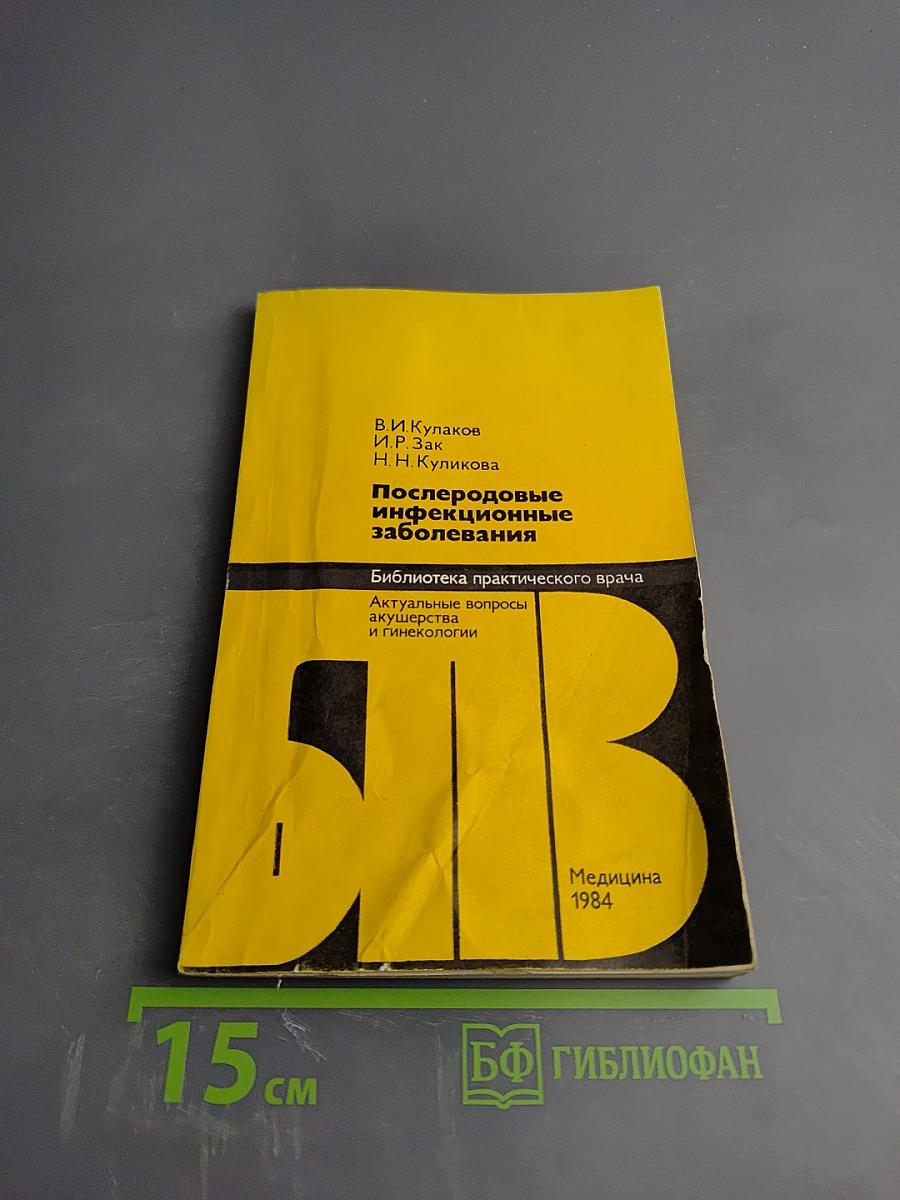 В.И.Кулаков
И.Р.Зак
Н.Н.Куликова
Послеродовые
инфекционные
заболевания
Библиотека практического врача
Актуальные вопросы
акушерства
и гинекологии
БПВ
Медицина
1984
15 см
БФ ГИБЛИОФАН